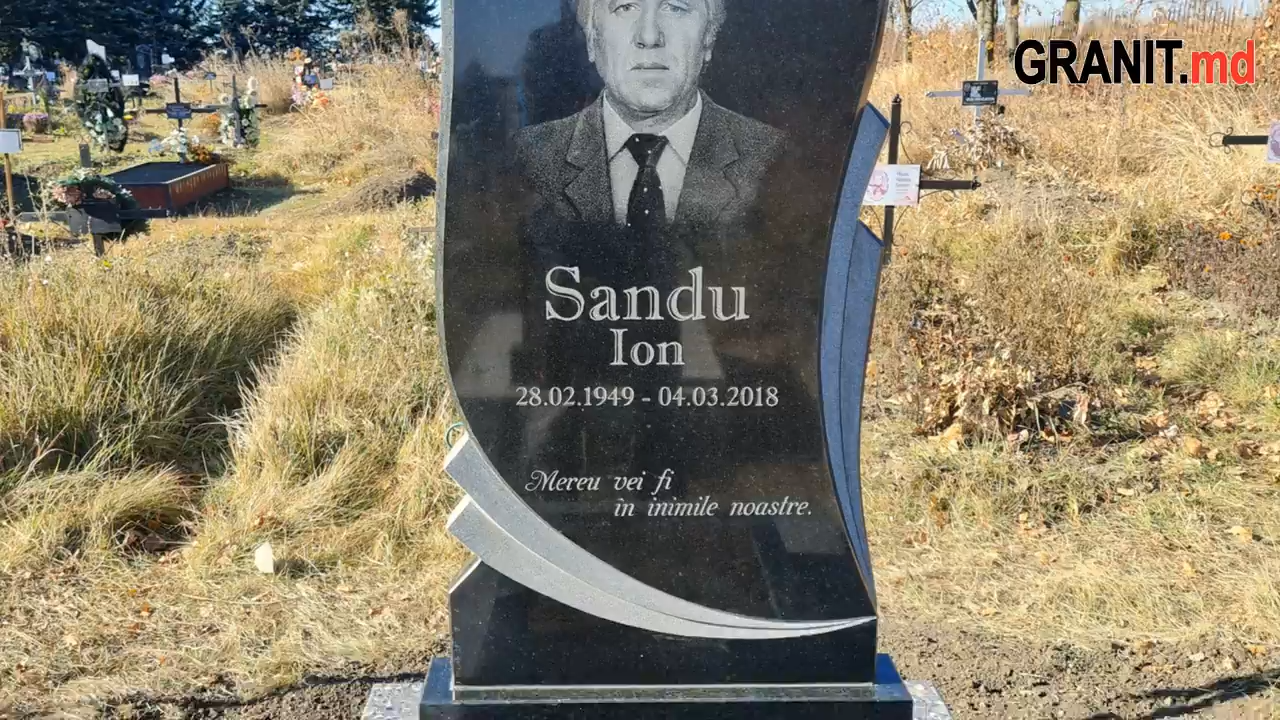 GRANIT.md
Sandu
Ion
28.02.1949 - 04.03.2018
Mereu vei fi
în inimile noastre.